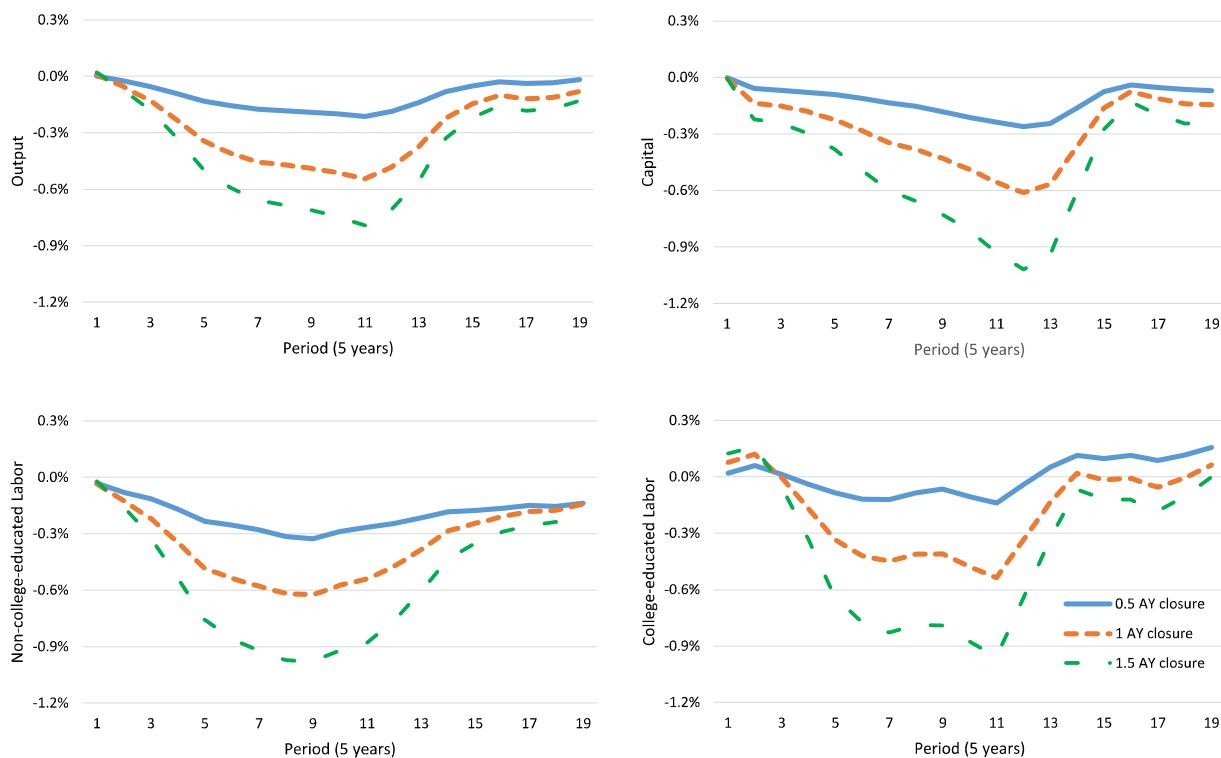 Output
0.3%
0.0%
-0.3%
-0.6%
-0.9%
-1.2%
1 3 5 7 9 11 13 15 17 19
Period (5 years)
Capital
0.3%
0.0%
-0.3%
-0.6%
-0.9%
-1.2%
1 3 5 7 9 11 13 15 17 19
Period (5 years)
Non-college-educated Labor
0.3%
0.0%
-0.3%
-0.6%
-0.9%
-1.2%
1 3 5 7 9 11 13 15 17 19
Period (5 years)
College-educated Labor
0.3%
0.0%
-0.3%
-0.6%
-0.9%
-1.2%
0.5 AY closure
1 AY closure
1.5 AY closure
1 3 5 7 9 11 13 15 17 19
Period (5 years)